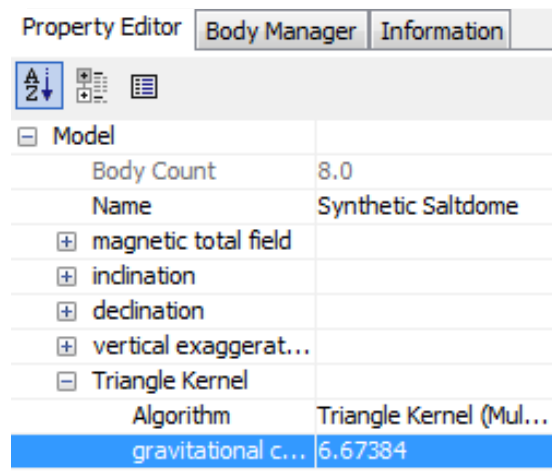 Property Editor Body Manager Information
A
Z
Model
Body Count 8.0
Name Synthetic Saltdome
magnetic total field
inclination
declination
vertical exaggerat...
Triangle Kernel
Algorithm Triangle Kernel (Mul...
gravitational c... 6.67384